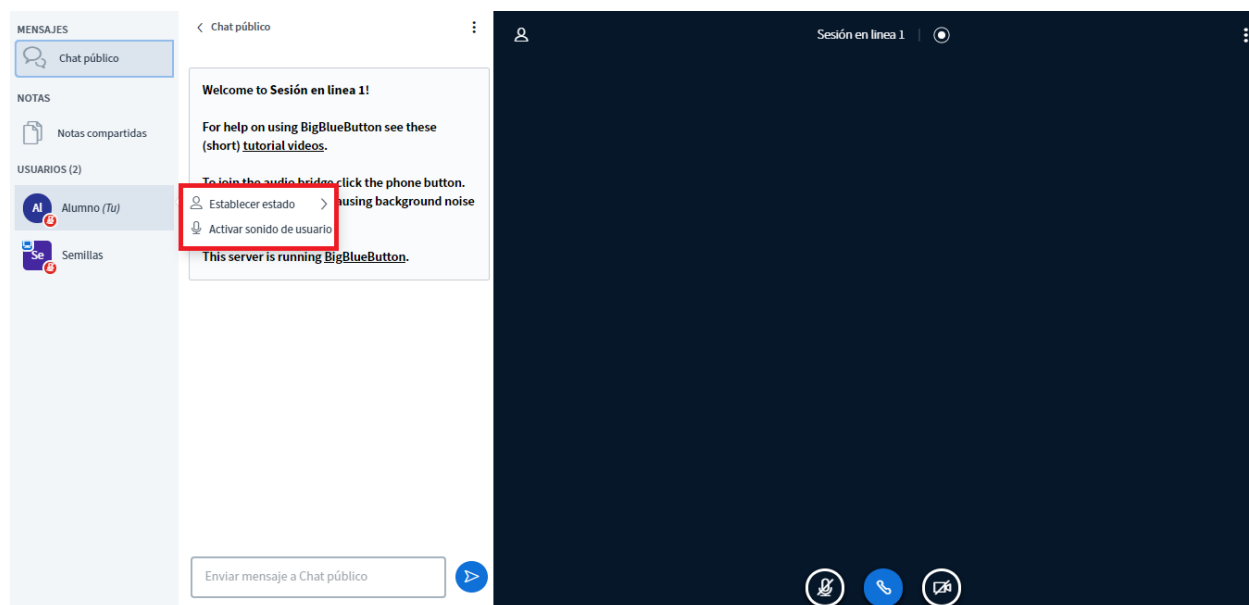 MENSAJES
Chat público
NOTAS
Notas compartidas
USUARIOS (2)
Al Alumno (Tu)
Se Semillas
Chat público
Welcome to Sesión en linea 1!
For help on using BigBlueButton see these
(short) tutorial videos.
To join the audio bridge click the phone button.
using background noise
Establecer estado
Activar sonido de usuario
This server is running BigBlueButton.
Enviar mensaje a Chat público
Sesión en linea 1